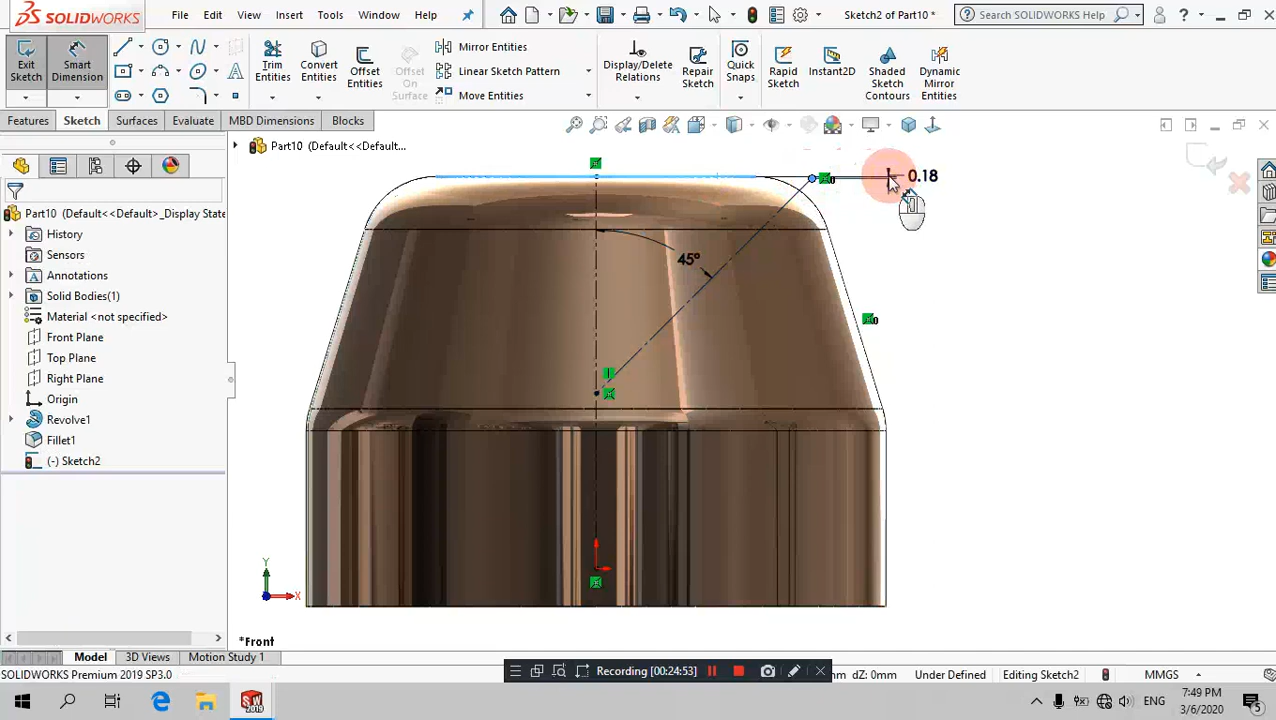 SOLIDWORKS
File
Edit
View
Insert
Tools
Window
Help
Sketch2 of Part10 *
Search SOLIDWORKS Help
Exit Sketch
Smart Dimension
Trim Entities
Convert Entities
Offset Entities
Offset On Surface
Mirror Entities
Linear Sketch Pattern
Move Entities
Display/Delete Relations
Repair Sketch
Quick Snaps
Rapid Sketch
Instant2D
Shaded Sketch Contours
Dynamic Mirror Entities
Features
Sketch
Surfaces
Evaluate
MBD Dimensions
Blocks
Part10 (Default<<Default...
Part10 (Default<<Default>_Display State
History
Sensors
Annotations
Solid Bodies(1)
Material <not specified>
Front Plane
Top Plane
Right Plane
Origin
Revolve1
Fillet1
(-) Sketch2
0.18
45°
Y
X
*Front
Model
3D Views
Motion Study 1
Recording [00:24:53]
SOLIDWORKS Premium 2019 SP3.0
mm dZ: 0mm
Under Defined
Editing Sketch2
MMGS
SW
2019
ENG
7:49 PM
3/6/2020
5